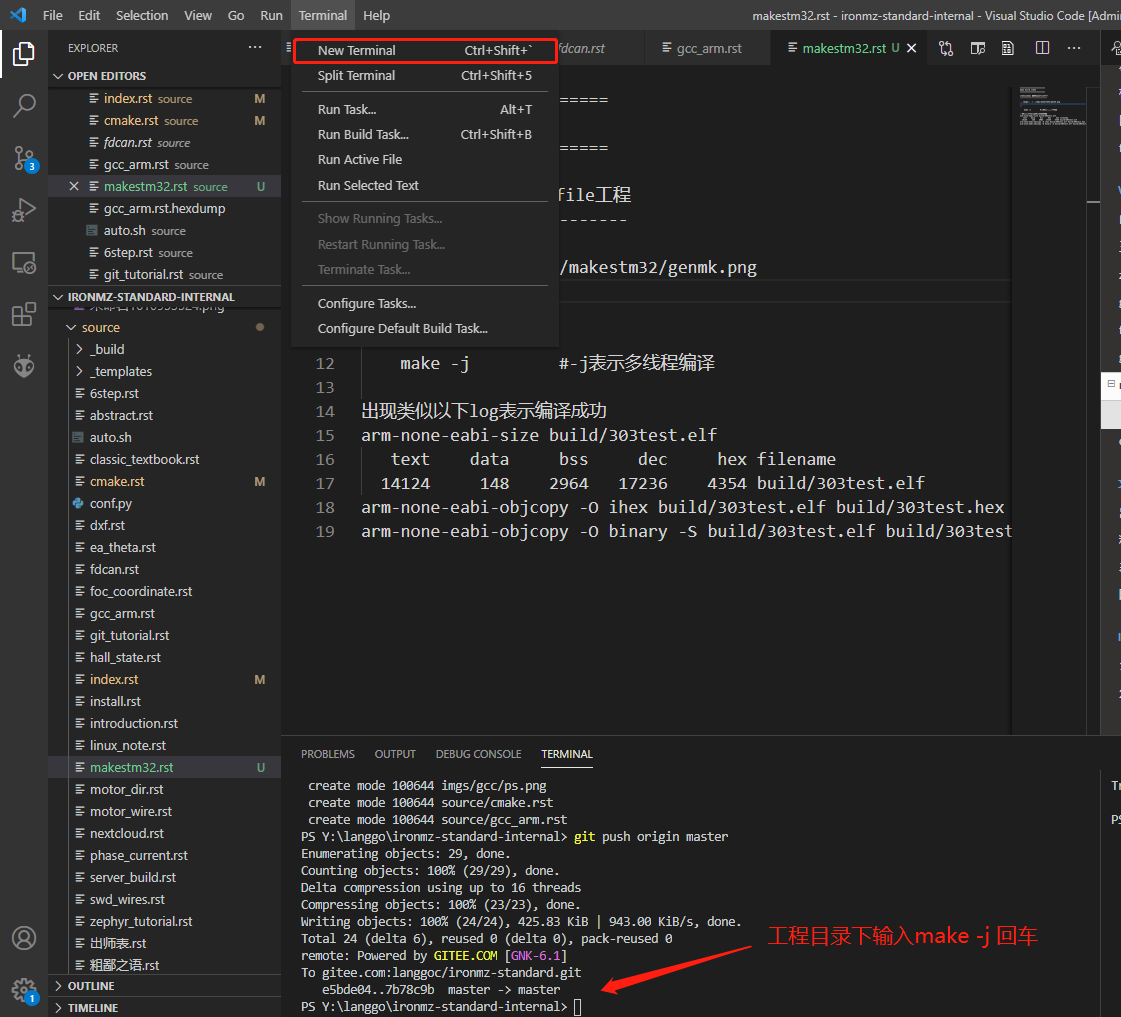 File Edit Selection View Go Run Terminal Help makestm32.rst - ironmz-standard-internal - Visual Studio Code [Admi
EXPLORER ···
OPEN EDITORS
index.rst source M
cmake.rst source M
fdcan.rst source
gcc_arm.rst source
makestm32.rst source U
gcc_arm.rst.hexdump
auto.sh source
6step.rst source
git_tutorial.rst source
IRONMZ-STANDARD-INTERNAL
source
_build
_templates
6step.rst
abstract.rst
auto.sh
classic_textbook.rst
cmake.rst M
conf.py
dxf.rst
ea_theta.rst
fdcan.rst
foc_coordinate.rst
gcc_arm.rst
git_tutorial.rst
hall_state.rst
index.rst M
install.rst
introduction.rst
linux_note.rst
makestm32.rst U
motor_dir.rst
motor_wire.rst
nextcloud.rst
phase_current.rst
server_build.rst
swd_wires.rst
zephyr_tutorial.rst
出师表.rst
粗鄙之语.rst
OUTLINE
TIMELINE
3
1
New Terminal Ctrl+Shift+`
Split Terminal Ctrl+Shift+5
Run Task... Alt+T
Run Build Task... Ctrl+Shift+B
Run Active File
Run Selected Text
Show Running Tasks...
Restart Running Task...
Terminate Task...
Configure Tasks...
Configure Default Build Task...
fdcan.rst gcc_arm.rst makestm32.rst U
=====
=====
file工程
-------
/makestm32/genmk.png
12 make -j #-j表示多线程编译
13
14 出现类似以下log表示编译成功
15 arm-none-eabi-size build/303test.elf
16 text data bss dec hex filename
17 14124 148 2964 17236 4354 build/303test.elf
18 arm-none-eabi-objcopy -O ihex build/303test.elf build/303test.hex
19 arm-none-eabi-objcopy -O binary -S build/303test.elf build/303test
PROBLEMS OUTPUT DEBUG CONSOLE TERMINAL
create mode 100644 imgs/gcc/ps.png
create mode 100644 source/cmake.rst
create mode 100644 source/gcc_arm.rst
PS Y:\langgo\ironmz-standard-internal> git push origin master
Enumerating objects: 29, done.
Counting objects: 100% (29/29), done.
Delta compression using up to 16 threads
Compressing objects: 100% (23/23), done.
Writing objects: 100% (24/24), 425.83 KiB | 943.00 KiB/s, done.
Total 24 (delta 6), reused 0 (delta 0), pack-reused 0
remote: Powered by GITEE.COM [GNK-6.1]
To gitee.com:langgoc/ironmz-standard.git
e5bde04..7b78c9b master -> master
PS Y:\langgo\ironmz-standard-internal>
工程目录下输入make -j 回车